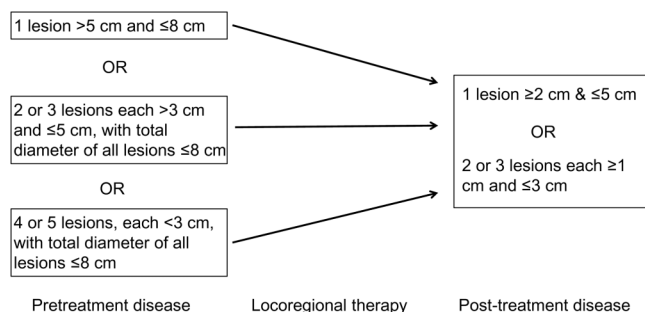 1 lesion >5 cm and ≤8 cm
OR
2 or 3 lesions each >3 cm
and ≤5 cm, with total
diameter of all lesions ≤8 cm
OR
4 or 5 lesions, each <3 cm,
with total diameter of all
lesions ≤8 cm
1 lesion ≥2 cm & ≤5 cm
OR
2 or 3 lesions each ≥1
cm and ≤3 cm
Pretreatment disease
Locoregional therapy
Post-treatment disease